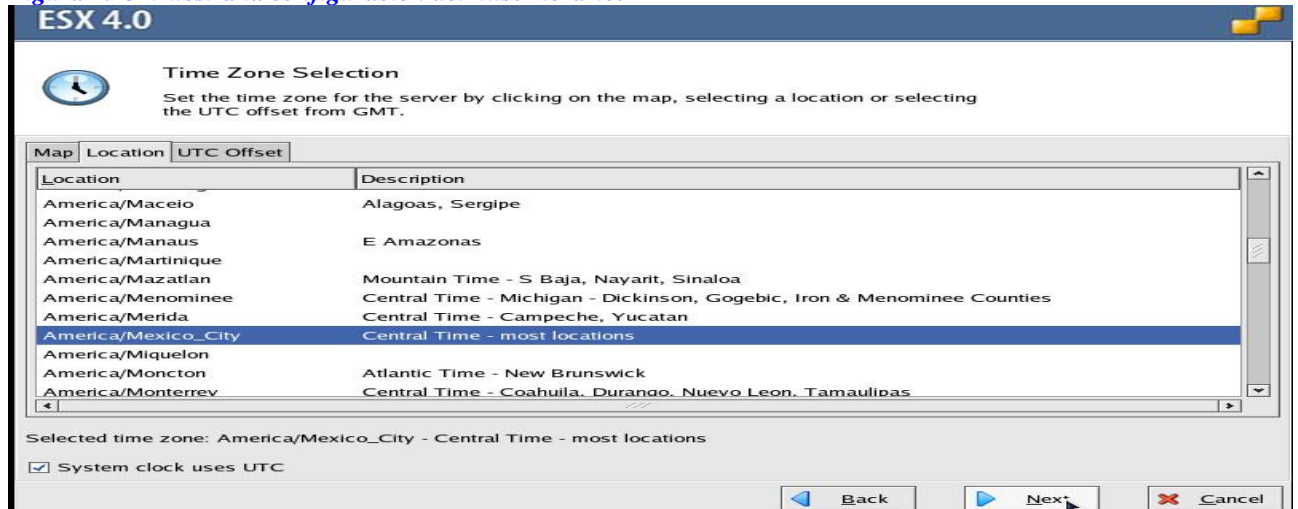 ESX 4.0
Time Zone Selection
Set the time zone for the server by clicking on the map, selecting a location or selecting
the UTC offset from GMT.
Map Location UTC Offset
Location Description
America/Maceio Alagoas, Sergipe
America/Managua
America/Manaus E Amazonas
America/Martinique
America/Mazatlan Mountain Time - S Baja, Nayarit, Sinaloa
America/Menominee Central Time - Michigan - Dickinson, Gogebic, Iron & Menominee Counties
America/Merida Central Time - Campeche, Yucatan
America/Mexico_City Central Time - most locations
America/Miquelon
America/Moncton Atlantic Time - New Brunswick
America/Monterrey Central Time - Coahuila, Durango, Nuevo Leon, Tamaulipas
Selected time zone: America/Mexico_City - Central Time - most locations
System clock uses UTC
Back Next Cancel